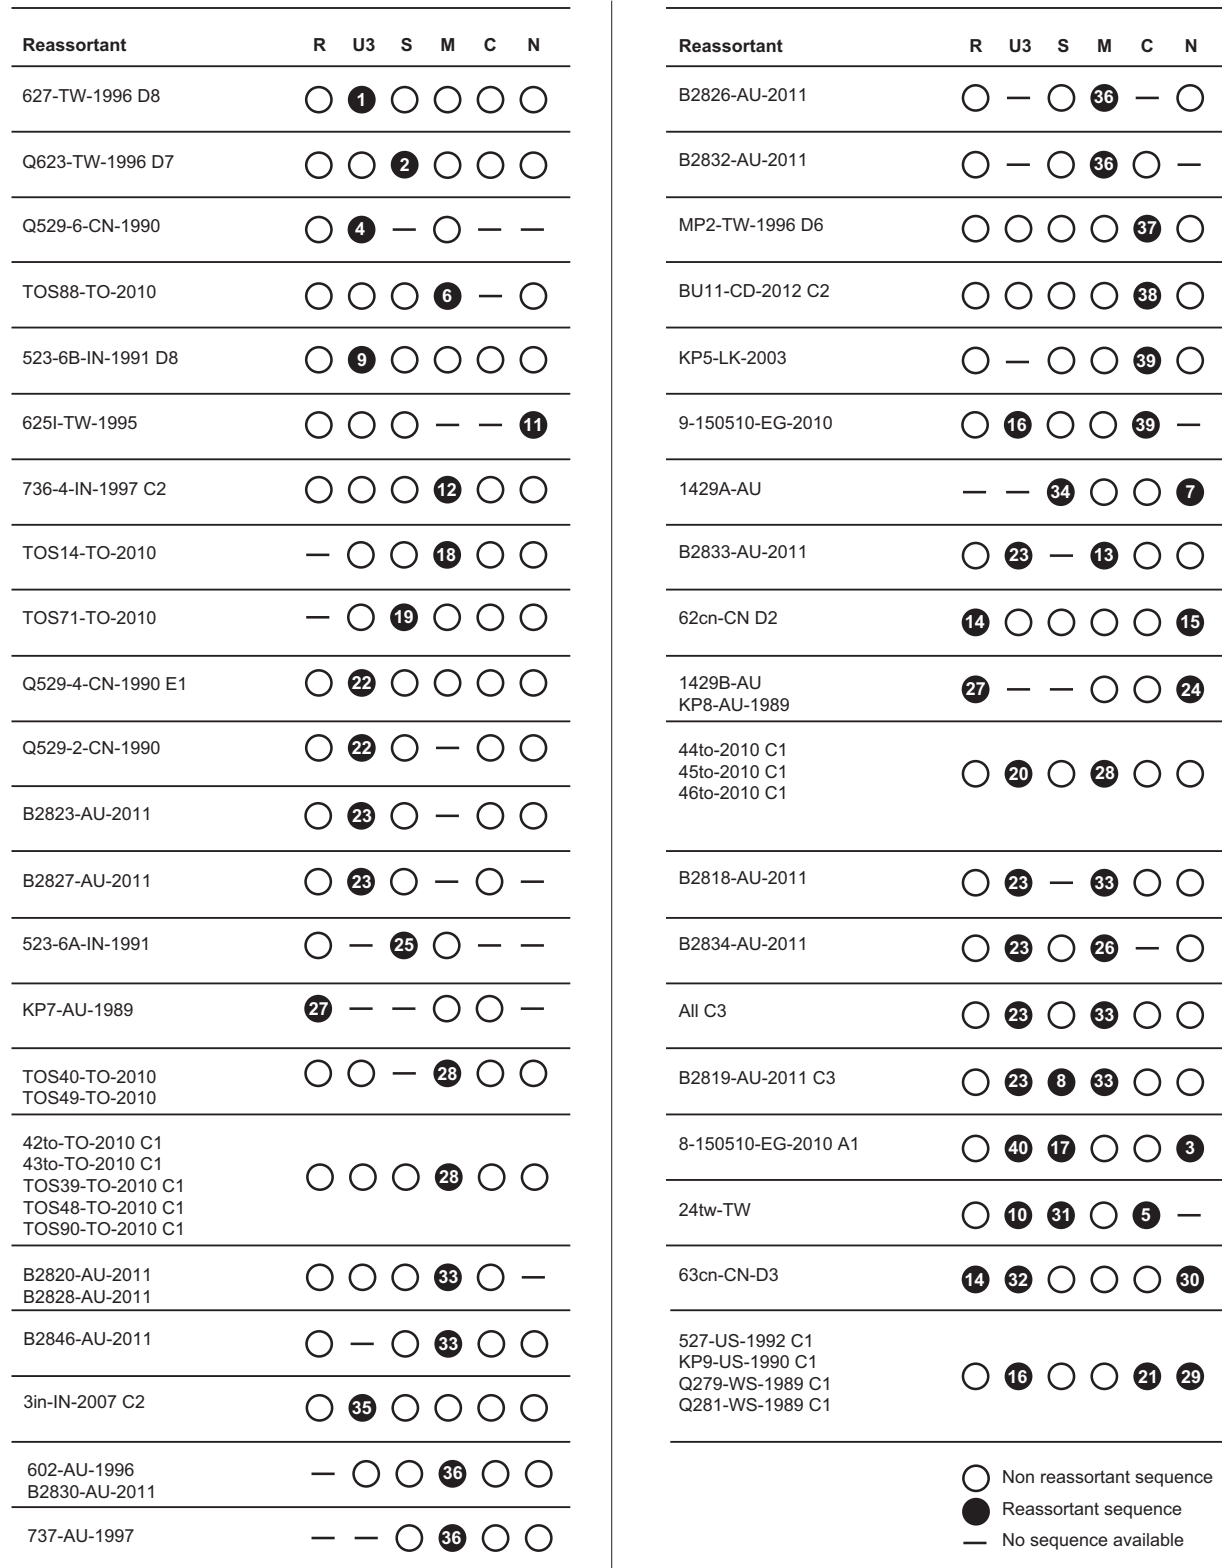 Reassortant R U3 S M C N
627-TW-1996 D8 1
Q623-TW-1996 D7 2
Q529-6-CN-1990 4 — — —
TOS88-TO-2010 6 —
523-6B-IN-1991 D8 9
625I-TW-1995 — — 11
736-4-IN-1997 C2 12
TOS14-TO-2010 — 18
TOS71-TO-2010 — 19
Q529-4-CN-1990 E1 22
Q529-2-CN-1990 22 —
B2823-AU-2011 23 —
B2827-AU-2011 23 — —
523-6A-IN-1991 — 25 — —
KP7-AU-1989 27 — — —
TOS40-TO-2010
TOS49-TO-2010 — 28
42to-TO-2010 C1
43to-TO-2010 C1
TOS39-TO-2010 C1 28
TOS48-TO-2010 C1
TOS90-TO-2010 C1
B2820-AU-2011 33 —
B2828-AU-2011
B2846-AU-2011 — 33
3in-IN-2007 C2 35
602-AU-1996 — 36
B2830-AU-2011
737-AU-1997 — — 36
Reassortant R U3 S M C N
B2826-AU-2011 — 36 —
B2832-AU-2011 — 36 —
MP2-TW-1996 D6 37
BU11-CD-2012 C2 38
KP5-LK-2003 — 39
9-150510-EG-2010 16 39 —
1429A-AU — — 34 7
B2833-AU-2011 23 — 13
62cn-CN D2 14 15
1429B-AU 27 — — 24
KP8-AU-1989
44to-2010 C1
45to-2010 C1 20 28
46to-2010 C1
B2818-AU-2011 23 — 33
B2834-AU-2011 23 26 —
All C3 23 33
B2819-AU-2011 C3 23 8 33
8-150510-EG-2010 A1 40 17 3
24tw-TW 10 31 5 —
63cn-CN-D3 14 32 30
527-US-1992 C1
KP9-US-1990 C1
Q279-WS-1989 C1 16 21 29
Q281-WS-1989 C1
Non reassortant sequence
Reassortant sequence
— No sequence available